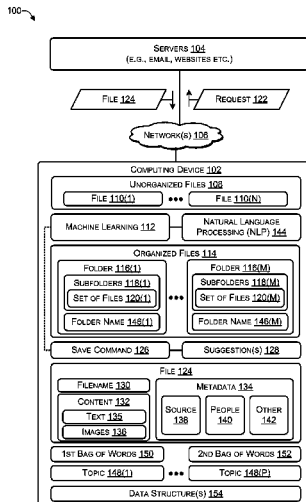 100
SERVERS 104
(E.G., EMAIL, WEBSITES ETC.)
FILE 124
REQUEST 122
NETWORK(S) 106
COMPUTING DEVICE 102
UNORGANIZED FILES 108
FILE 110(1) ••• FILE 110(N)
MACHINE LEARNING 112
NATURAL LANGUAGE
PROCESSING (NLP) 144
ORGANIZED FILES 114
FOLDER 116(1)
SUBFOLDERS 118(1)
SET OF FILES 120(1)
FOLDER NAME 146(1)
•••
FOLDER 116(M)
SUBFOLDERS 118(M)
SET OF FILES 120(M)
FOLDER NAME 146(M)
SAVE COMMAND 126
SUGGESTION(S) 128
FILE 124
FILENAME 130
CONTENT 132
TEXT 135
IMAGES 136
METADATA 134
SOURCE
138
PEOPLE
140
OTHER
142
1ST BAG OF WORDS 150
2ND BAG OF WORDS 152
TOPIC 148(1) ••• TOPIC 148(P)
DATA STRUCTURE(S) 154